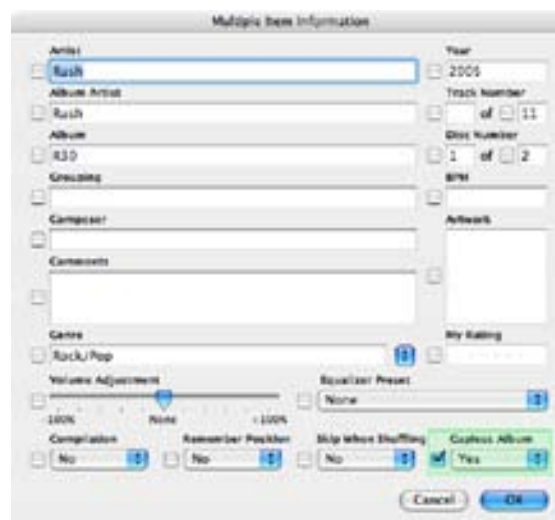 Multiple Item Information
Artist Year
Rush 2005
Album Artist Track Number
Rush of 11
Album Disc Number
R30 1 of 2
Grouping BPM
Composer Artwork
Comments
Genre My Rating
Rock/Pop
Volume Adjustment Equalizer Preset
None
-100% None +100%
Compilation Remember Position Skip When Shuffling Gapless Album
No No No Yes
Cancel OK